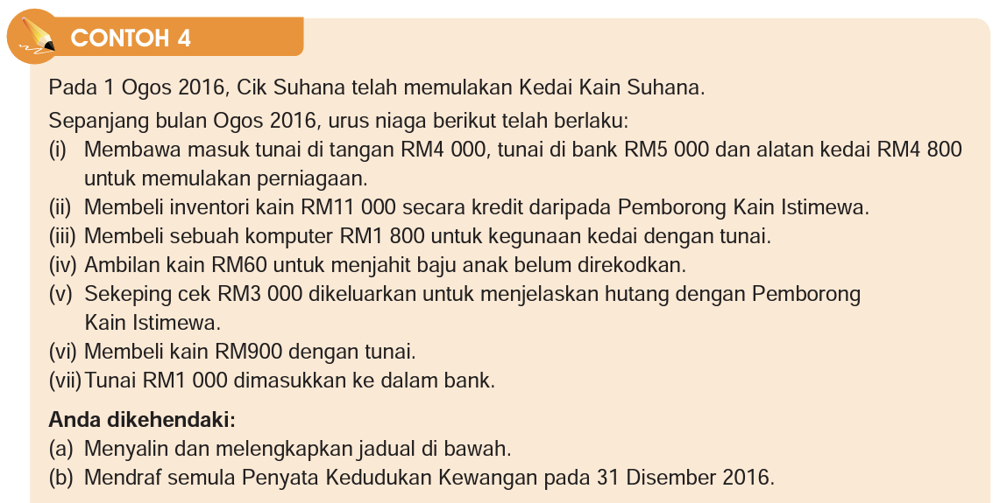 CONTOH 4
Pada 1 Ogos 2016, Cik Suhana telah memulakan Kedai Kain Suhana.
Sepanjang bulan Ogos 2016, urus niaga berikut telah berlaku:
(i) Membawa masuk tunai di tangan RM4 000, tunai di bank RM5 000 dan alatan kedai RM4 800
untuk memulakan perniagaan.
(ii) Membeli inventori kain RM11 000 secara kredit daripada Pemborong Kain Istimewa.
(iii) Membeli sebuah komputer RM1 800 untuk kegunaan kedai dengan tunai.
(iv) Ambilan kain RM60 untuk menjahit baju anak belum direkodkan.
(v) Sekeping cek RM3 000 dikeluarkan untuk menjelaskan hutang dengan Pemborong
Kain Istimewa.
(vi) Membeli kain RM900 dengan tunai.
(vii) Tunai RM1 000 dimasukkan ke dalam bank.
Anda dikehendaki:
(a) Menyalin dan melengkapkan jadual di bawah.
(b) Mendraf semula Penyata Kedudukan Kewangan pada 31 Disember 2016.